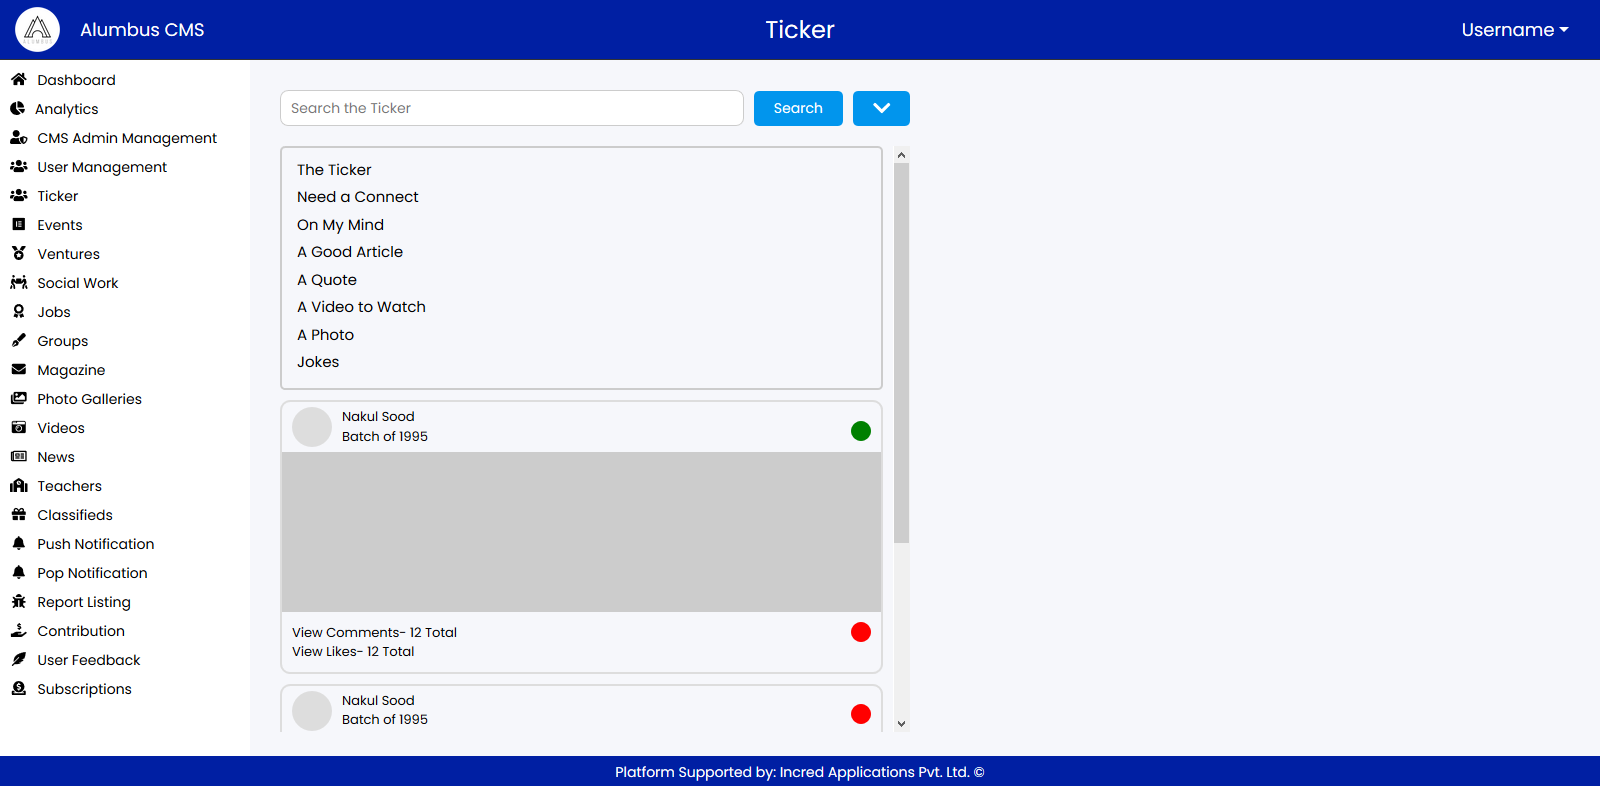 Alumbus CMS
Ticker
Username
Dashboard
Analytics
CMS Admin Management
User Management
Ticker
Events
Ventures
Social Work
Jobs
Groups
Magazine
Photo Galleries
Videos
News
Teachers
Classifieds
Push Notification
Pop Notification
Report Listing
Contribution
User Feedback
Subscriptions
Search the Ticker
Search
The Ticker
Need a Connect
On My Mind
A Good Article
A Quote
A Video to Watch
A Photo
Jokes
Nakul Sood
Batch of 1995
View Comments- 12 Total
View Likes- 12 Total
Nakul Sood
Batch of 1995
Platform Supported by: Incred Applications Pvt. Ltd. ©